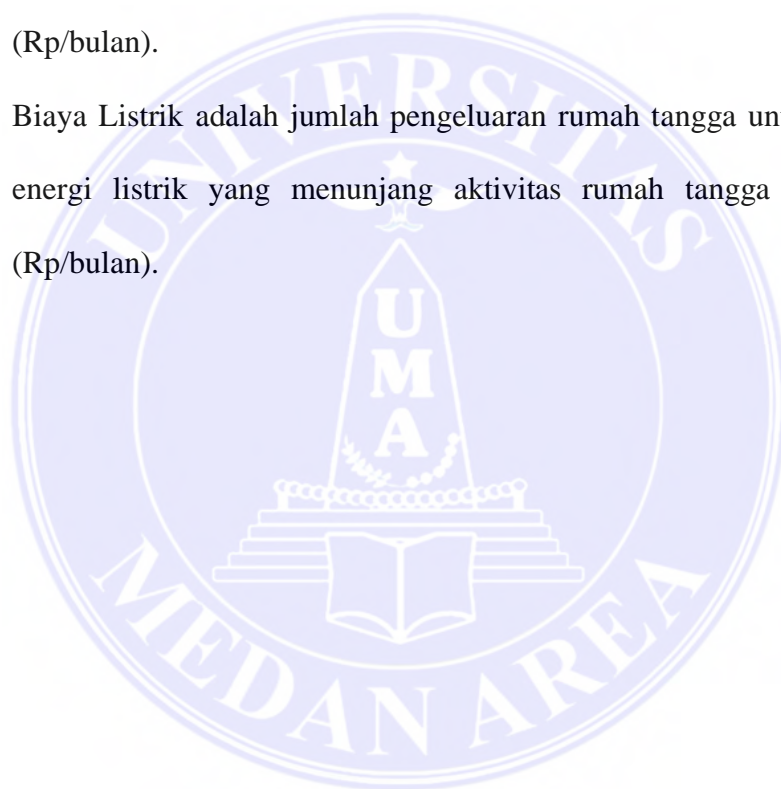 (Rp/bulan).
Biaya Listrik adalah jumlah pengeluaran rumah tangga
energi listrik yang menunjang aktivitas rumah tangga
(Rp/bulan).
UNIVERSITAS
UMA
MEDAN AREA